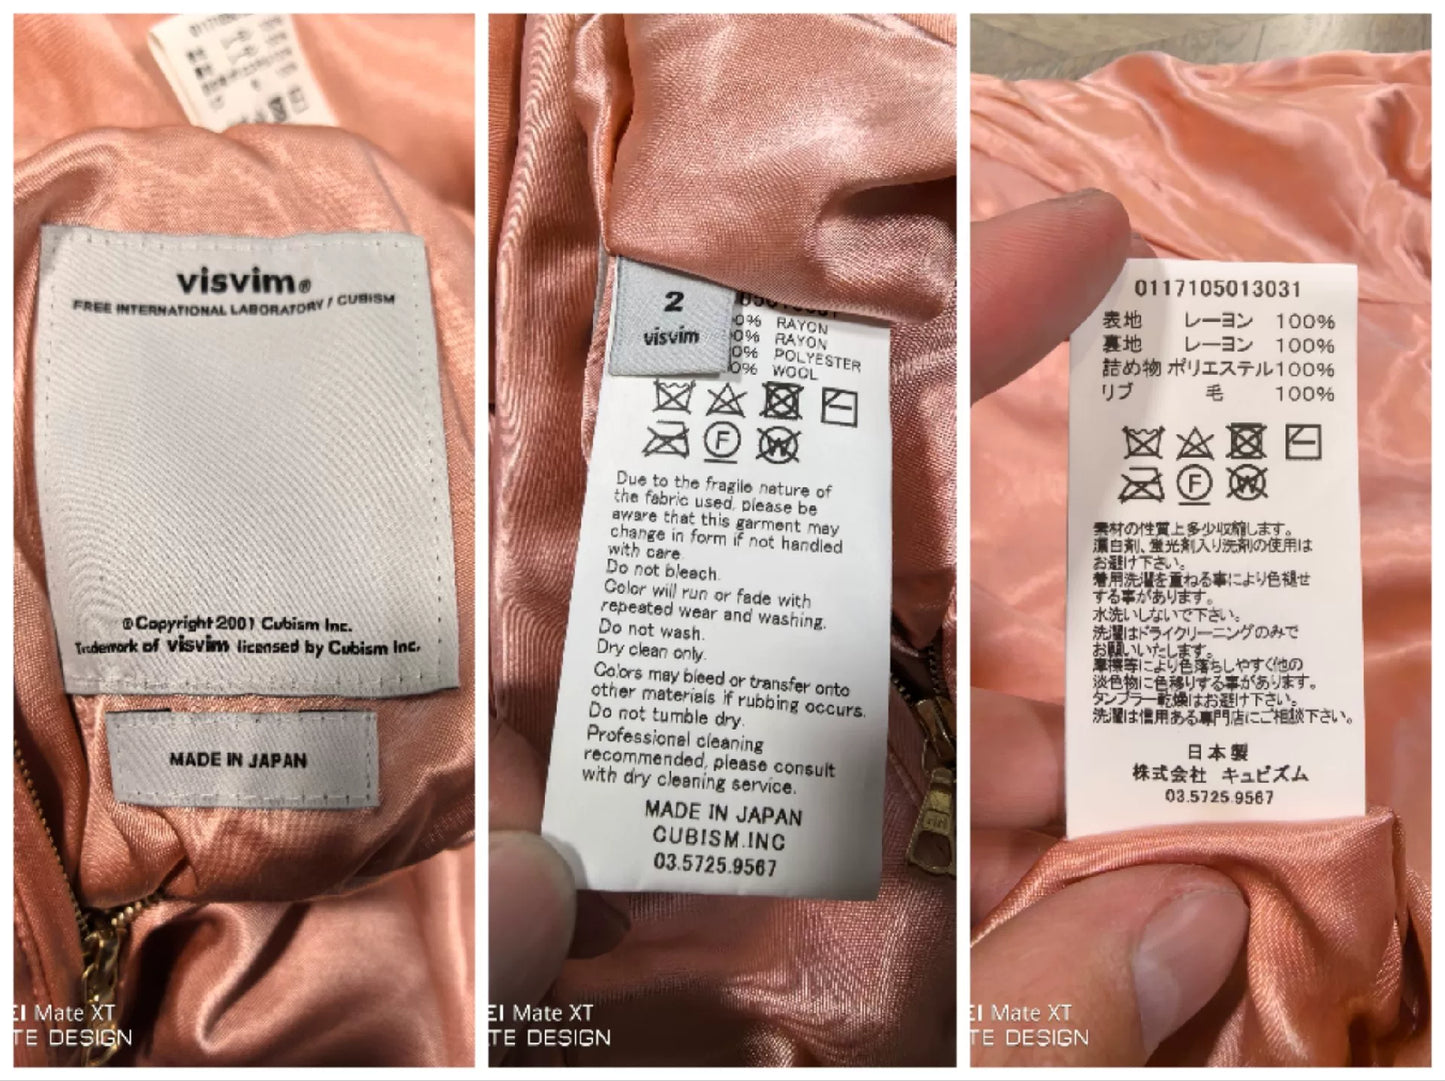 visvim®
FREE INTERNATIONAL LABORATORY / CUBISM
©Copyright 2001 Cubism Inc.
Trademark of visvim licensed by Cubism Inc.
MADE IN JAPAN
EI Mate XT
TE DESIGN
2
visvim
0% RAYON
0% RAYON
0% POLYESTER
0% WOOL
F
W
Due to the fragile nature of
the fabric used, please be
aware that this garment may
change in form if not handled
with care.
Do not bleach.
Color will run or fade with
repeated wear and washing.
Do not wash.
Dry clean only.
Colors may bleed or transfer onto
other materials if rubbing occurs.
Do not tumble dry.
Professional cleaning
recommended, please consult
with dry cleaning service.
MADE IN JAPAN
CUBISM.INC
03.5725.9567
riri
EI Mate XT
TE DESIGN
0117105013031
表地 レーヨン 100%
裏地 レーヨン 100%
詰め物 ポリエステル100%
リブ 毛 100%
F
W
素材の性質上多少収縮します。
漂白剤、蛍光剤入り洗剤の使用は
お避け下さい。
着用洗濯を重ねる事により色褪せ
する事があります。
水洗いしないで下さい。
洗濯はドライクリーニングのみで
お願いいたします。
摩擦等により色落ちしやすく他の
淡色物に色移りする事があります。
タンブラー乾燥はお避け下さい。
洗濯は信用ある専門店にご相談下さい。
日本製
株式会社 キュビズム
03.5725.9567
EI Mate XT
TE DESIGN